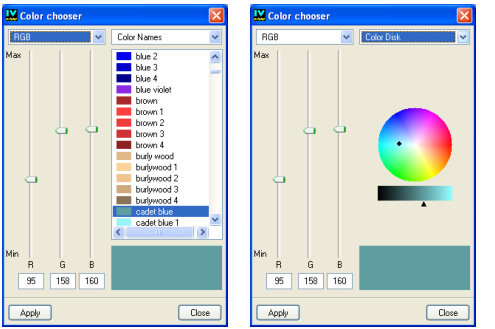 IV
Color chooser
RGB
Color Names
Max
blue 2
blue 3
blue 4
blue violet
brown
brown 1
brown 2
brown 3
brown 4
burly wood
burlywood 1
burlywood 2
burlywood 3
burlywood 4
cadet blue
cadet blue 1
Min
R G B
95 158 160
Apply Close
IV
Color chooser
RGB
Color Disk
Max
Min
R G B
95 158 160
Apply Close